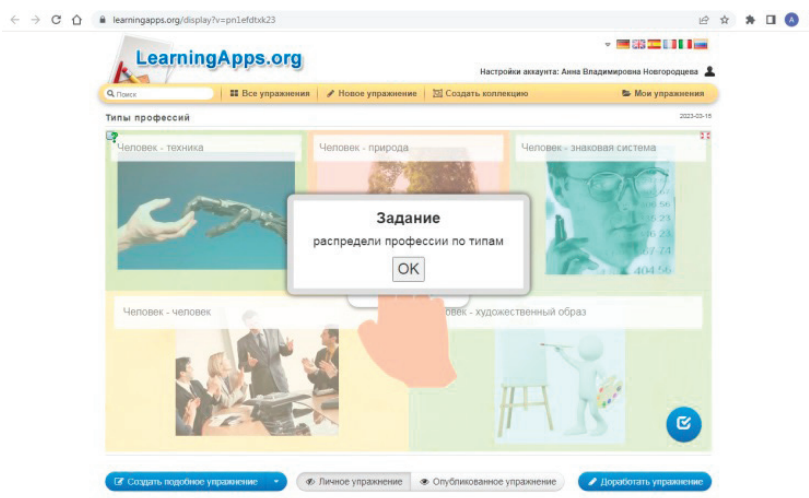 learningapps.org/display?v=pn1efdtxk23
A
LearningApps.org
Настройки аккаунта: Анна Владимировна Новгородцева
Поиск
Все упражнения
Новое упражнение
Создать коллекцию
Мои упражнения
Типы профессий
2023-03-15
Человек - техника
Человек - природа
Человек - знаковая система
Задание
распредели профессии по типам
OK
Человек - человек
овек - художественный образ
Создать подобное упражнение
Личное упражнение
Опубликованное упражнение
Доработать упражнение